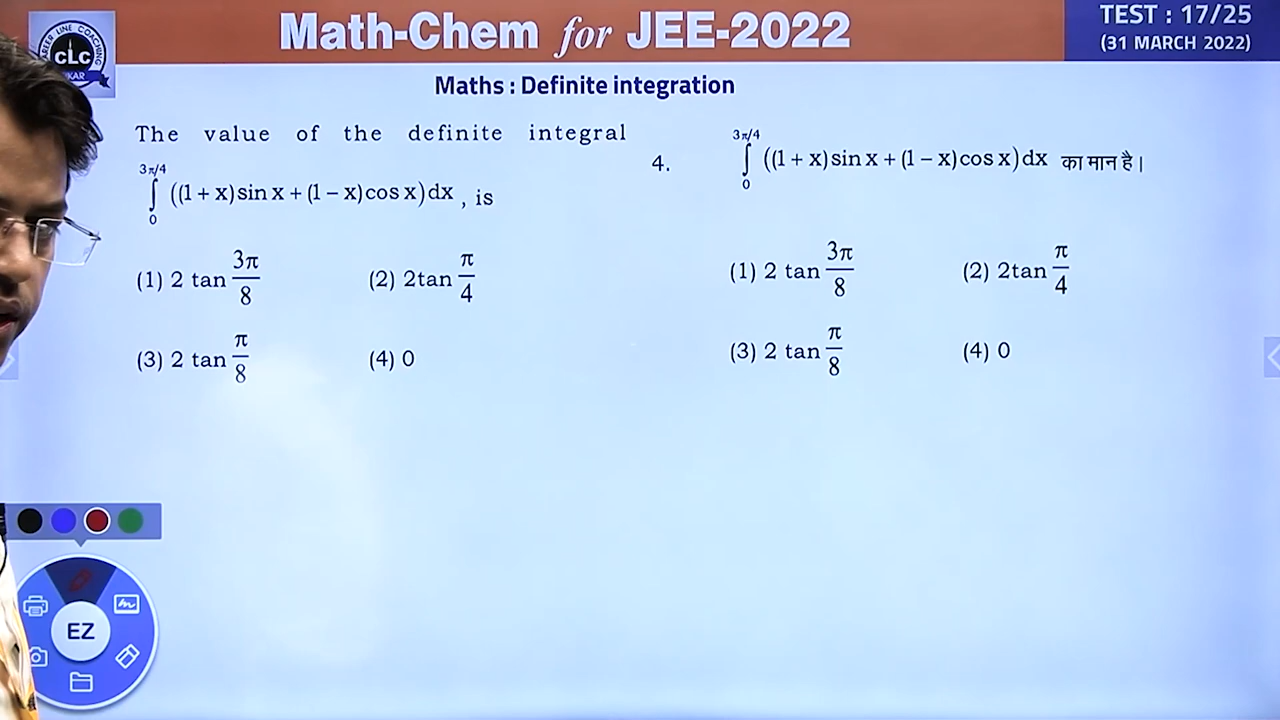 Math-Chem for JEE-2022
TEST : 17/25
(31 MARCH 2022)
CLC
Maths : Definite integration
The value of the definite integral
3π/4
∫ ((1 + x) sin x + (1 − x) cos x) dx , is
0
(1) 2 tan 3π/8 (2) 2tan π/4
(3) 2 tan π/8 (4) 0
4.
3π/4
∫ ((1 + x) sin x + (1 − x) cos x) dx का मान है।
0
(1) 2 tan 3π/8 (2) 2tan π/4
(3) 2 tan π/8 (4) 0
EZ